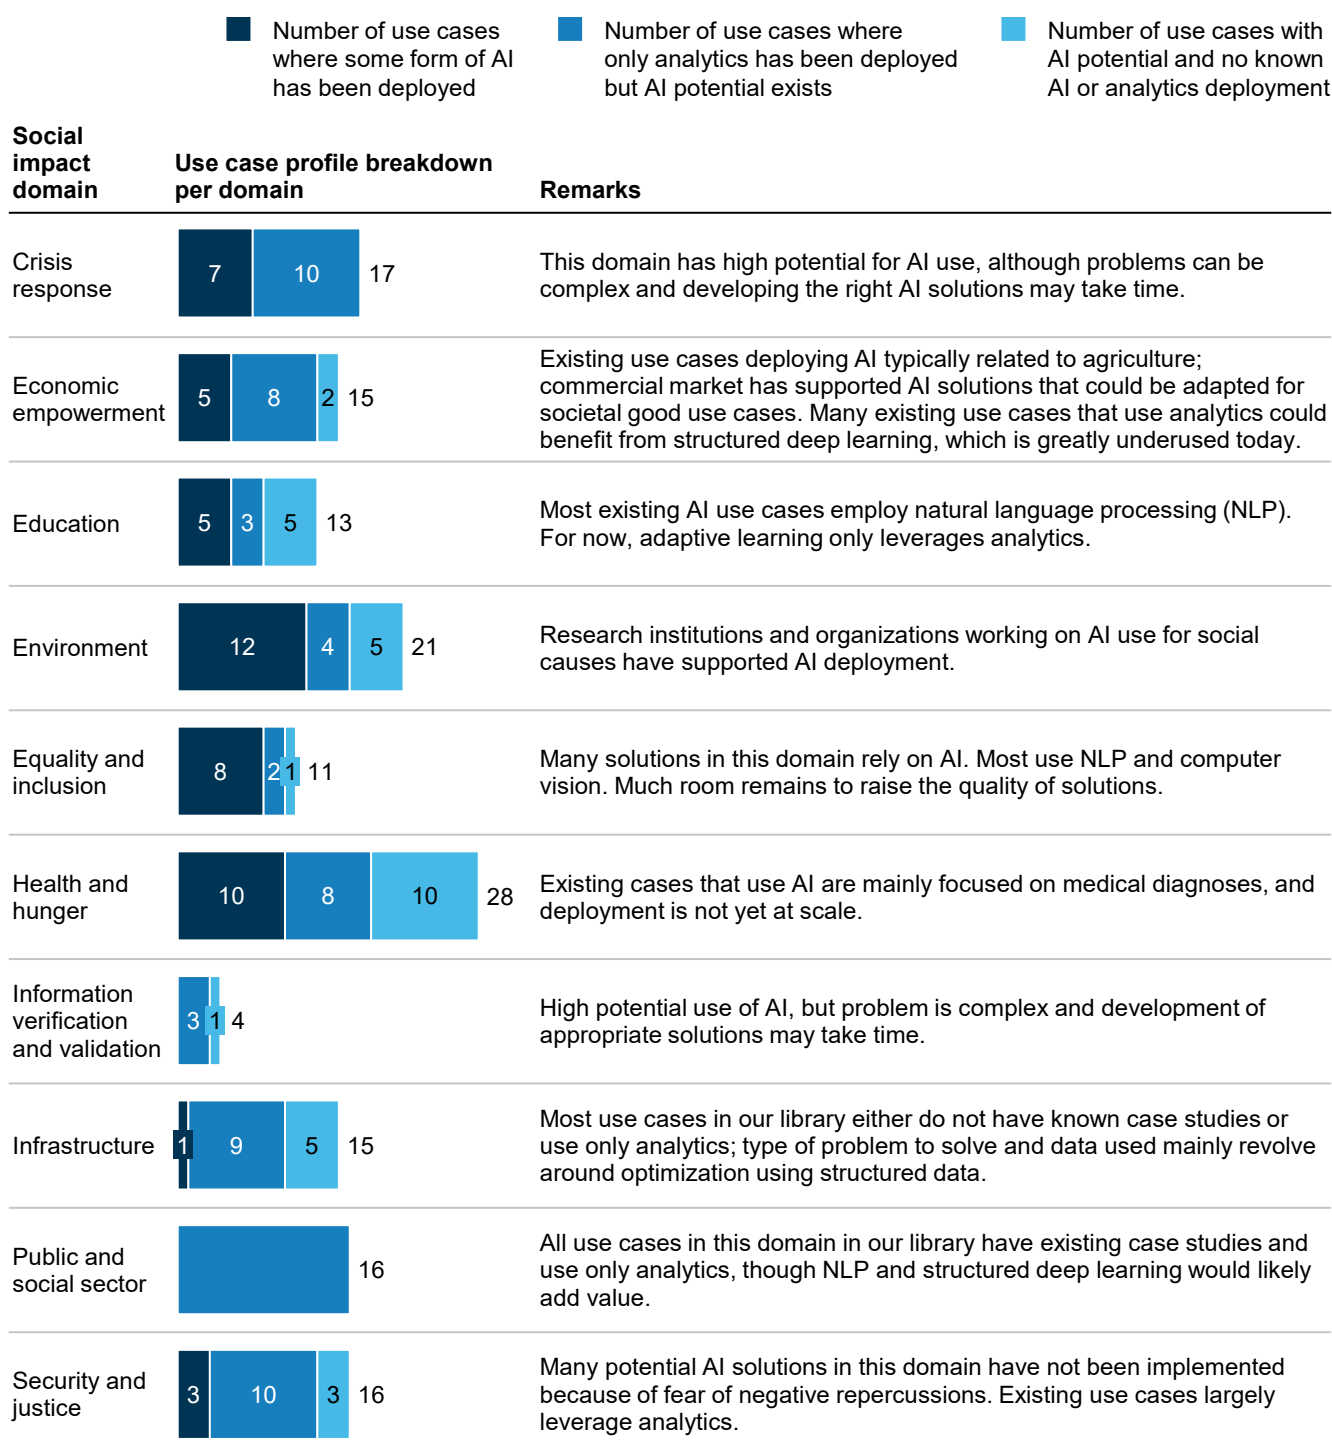 Number of use cases
where some form of AI
has been deployed
Number of use cases where
only analytics has been deployed
but AI potential exists
Number of use cases with
AI potential and no known
AI or analytics deployment
Social
impact
domain
Use case profile breakdown
per domain
Remarks
Crisis
response
7 10 17
This domain has high potential for AI use, although problems can be
complex and developing the right AI solutions may take time.
Economic
empowerment
5 8 2 15
Existing use cases deploying AI typically related to agriculture;
commercial market has supported AI solutions that could be adapted for
societal good use cases. Many existing use cases that use analytics could
benefit from structured deep learning, which is greatly underused today.
Education
5 3 5 13
Most existing AI use cases employ natural language processing (NLP).
For now, adaptive learning only leverages analytics.
Environment
12 4 5 21
Research institutions and organizations working on AI use for social
causes have supported AI deployment.
Equality and
inclusion
8 2 1 11
Many solutions in this domain rely on AI. Most use NLP and computer
vision. Much room remains to raise the quality of solutions.
Health and
hunger
10 8 10 28
Existing cases that use AI are mainly focused on medical diagnoses, and
deployment is not yet at scale.
Information
verification
and validation
3 1 4
High potential use of AI, but problem is complex and development of
appropriate solutions may take time.
Infrastructure
1 9 5 15
Most use cases in our library either do not have known case studies or
use only analytics; type of problem to solve and data used mainly revolve
around optimization using structured data.
Public and
social sector
16
All use cases in this domain in our library have existing case studies and
use only analytics, though NLP and structured deep learning would likely
add value.
Security and
justice
3 10 3 16
Many potential AI solutions in this domain have not been implemented
because of fear of negative repercussions. Existing use cases largely
leverage analytics.